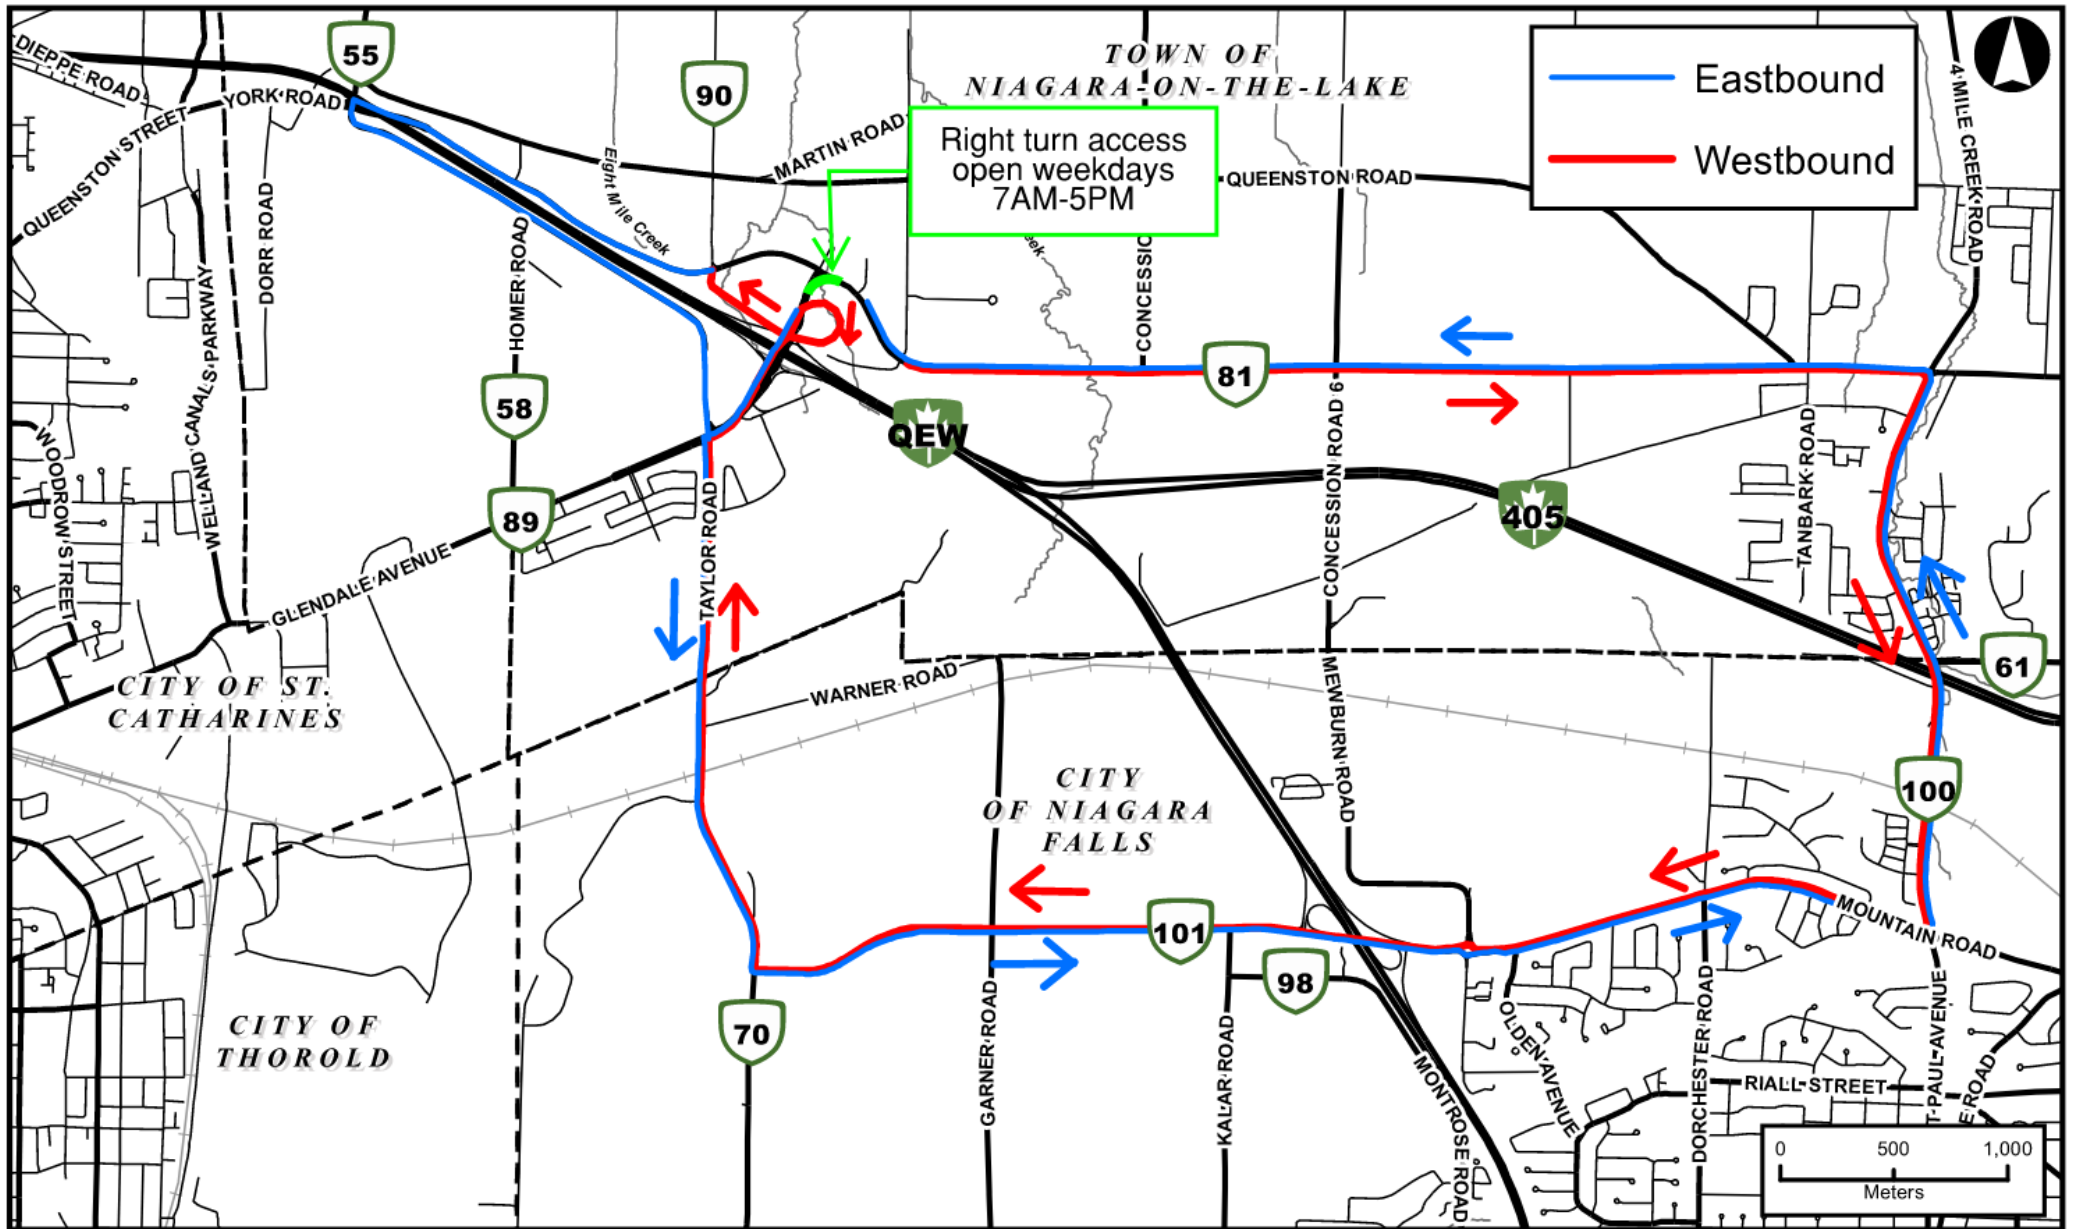 55
DIEPPE ROAD
YORK ROAD
QUEENSTON STREET
DORR ROAD
90
MARTIN ROAD
Eight Mile Creek
TOWN OF
NIAGARA-ON-THE-LAKE
Right turn access
open weekdays
7AM-5PM
Eastbound
Westbound
QUEENSTON ROAD
4 MILE CREEK ROAD
HOMER ROAD
WELLAND CANALS PARKWAY
58
81
QEW
CONCESSION ROAD 6
405
TANBARK ROAD
WOODROW STREET
89
GLENDALE AVENUE
TAYLOR ROAD
61
CITY OF ST.
CATHARINES
WARNER ROAD
MEWBURN ROAD
CITY
OF NIAGARA
FALLS
100
101
98
MOUNTAIN ROAD
70
CITY OF
THOROLD
GARNER ROAD
KALAR ROAD
MONTROSE ROAD
DORCHESTER ROAD
RIALL STREET
PAUL AVENUE
E ROAD
0 500 1,000
Meters